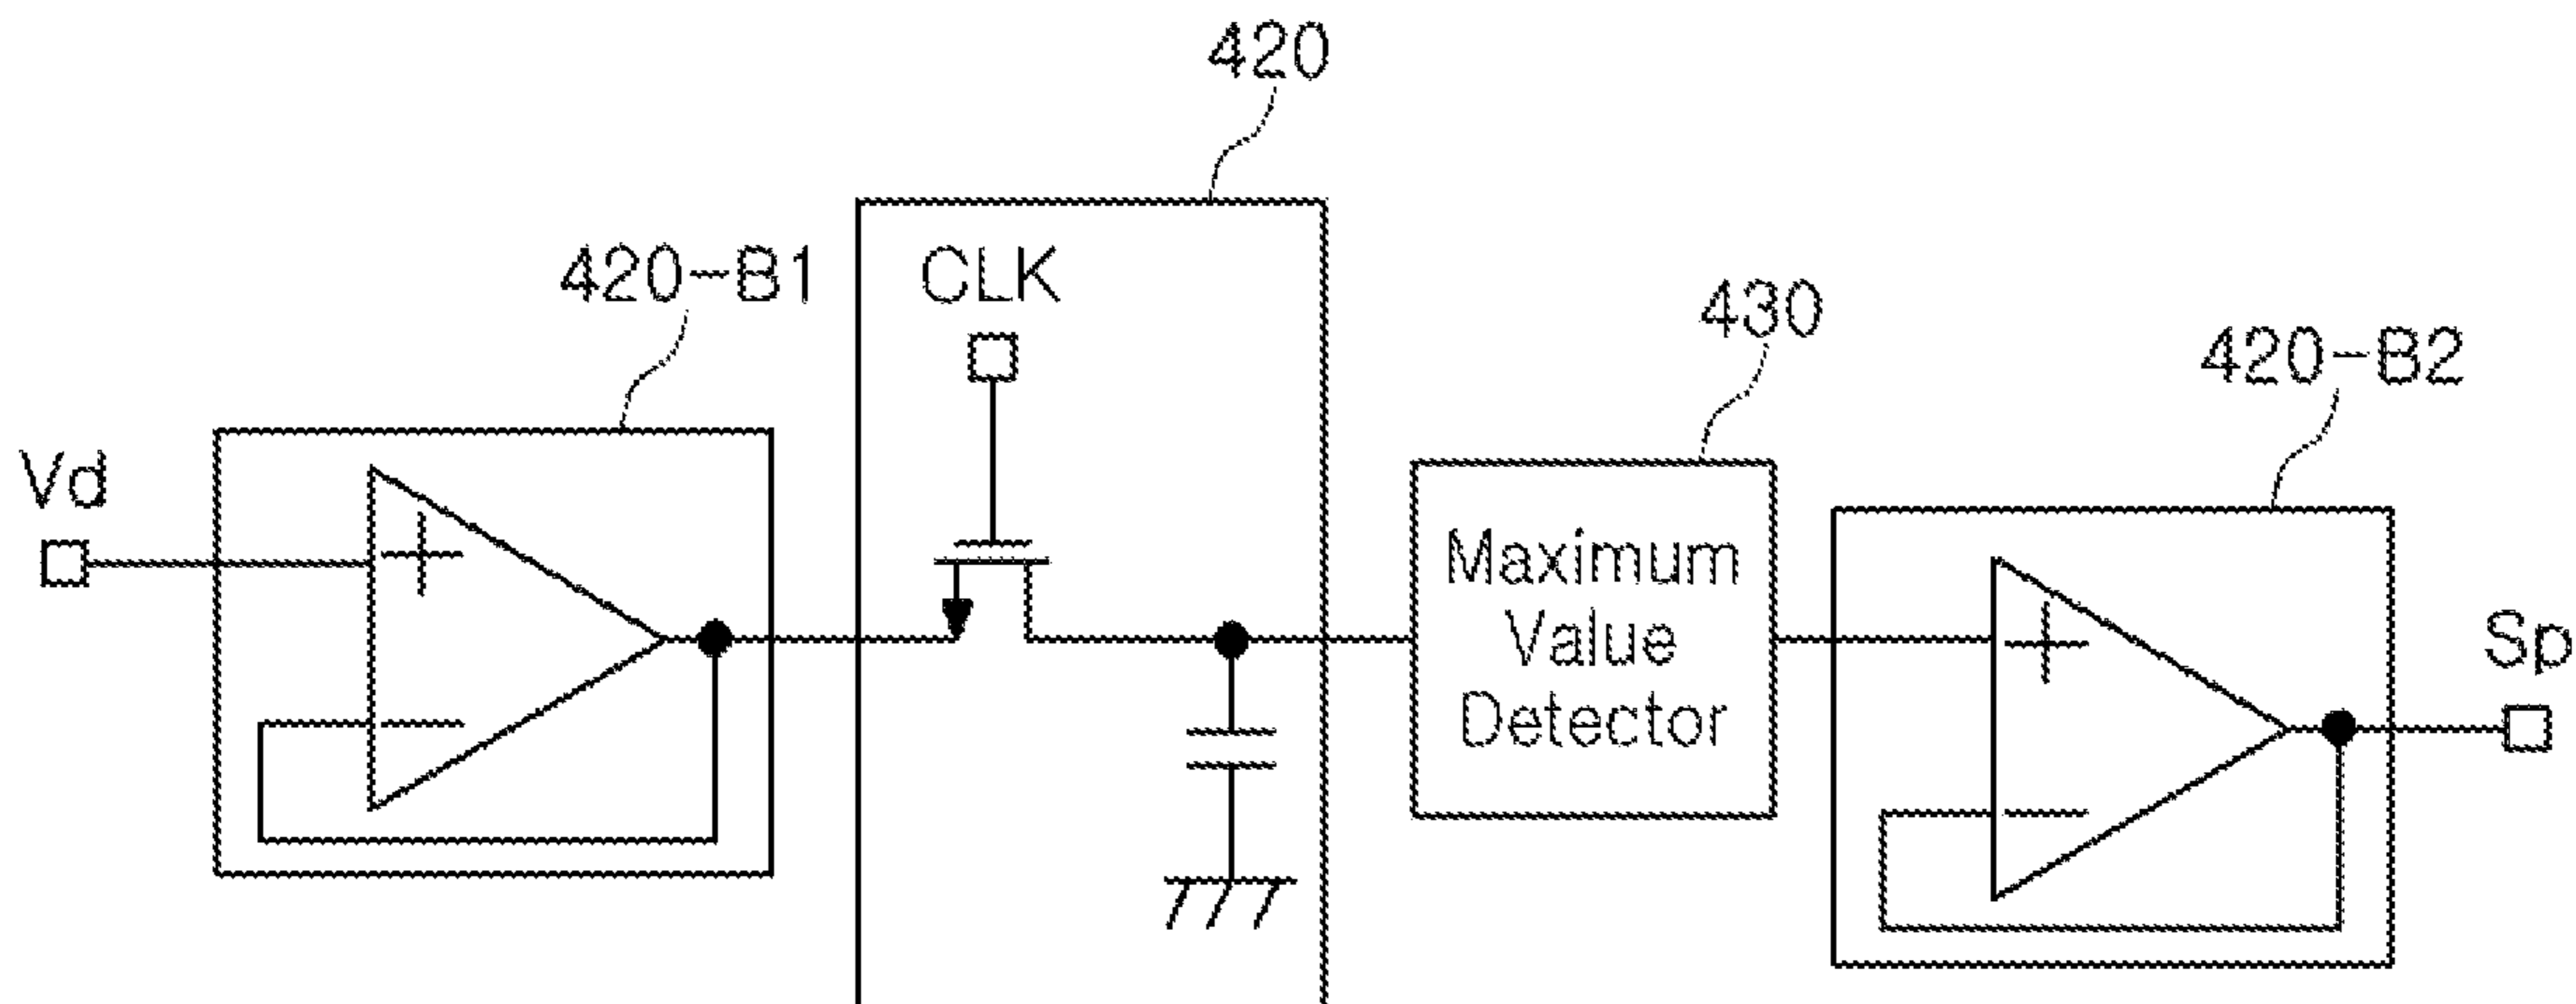 420
420-B1
CLK
430
420-B2
Vd
Maximum
Value
Detector
Sp